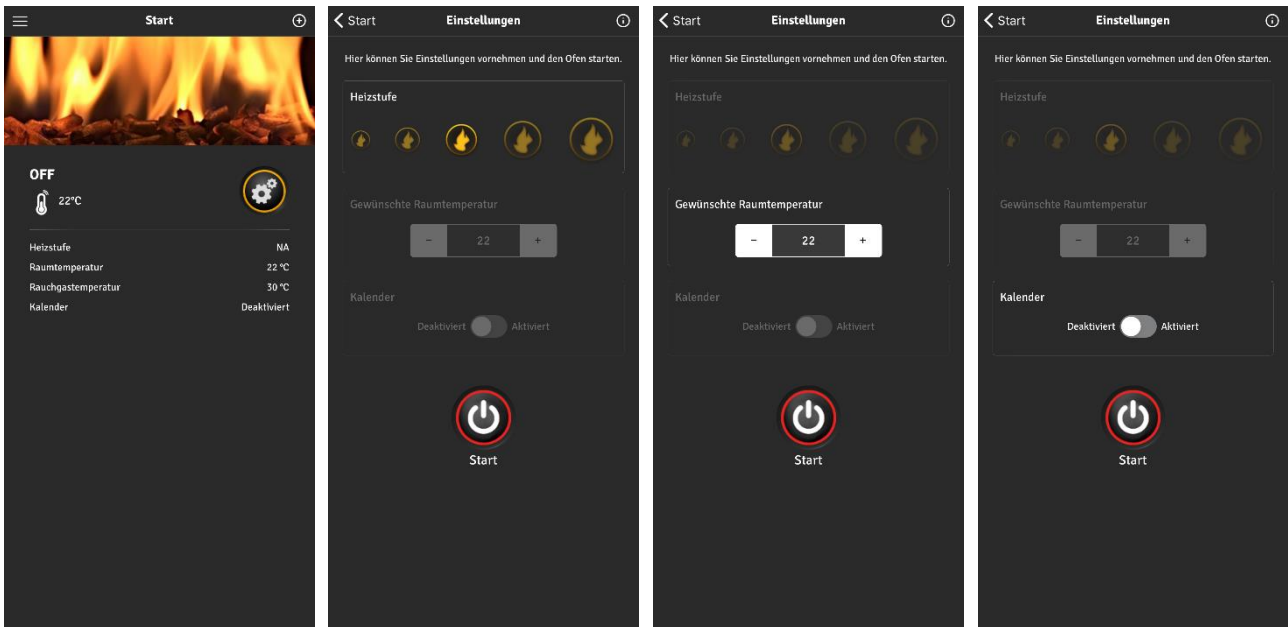 Start
OFF
22°C
Heizstufe NA
Raumtemperatur 22 °C
Rauchgastemperatur 30 °C
Kalender Deaktiviert
Start Einstellungen
Hier können Sie Einstellungen vornehmen und den Ofen starten.
Heizstufe
Gewünschte Raumtemperatur
- 22 +
Kalender
Deaktiviert Aktiviert
Start
Start Einstellungen
Hier können Sie Einstellungen vornehmen und den Ofen starten.
Heizstufe
Gewünschte Raumtemperatur
- 22 +
Kalender
Deaktiviert Aktiviert
Start
Start Einstellungen
Hier können Sie Einstellungen vornehmen und den Ofen starten.
Heizstufe
Gewünschte Raumtemperatur
- 22 +
Kalender
Deaktiviert Aktiviert
Start